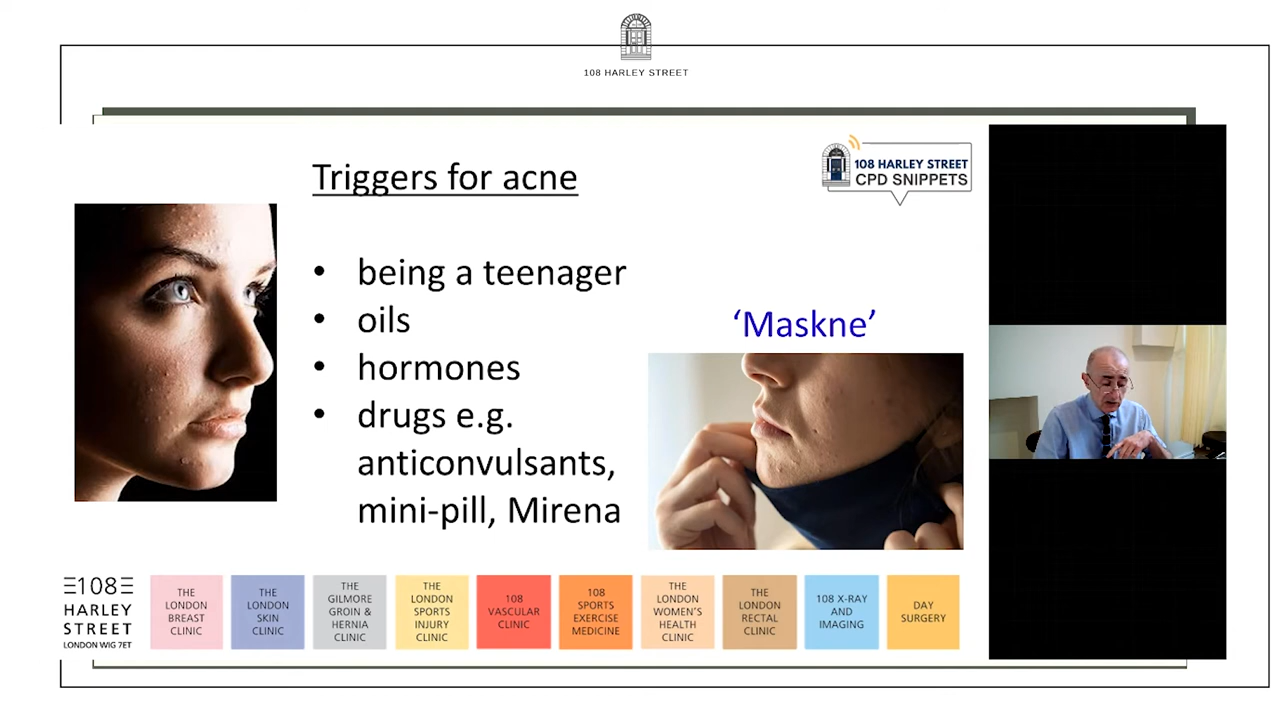 108 HARLEY STREET
Triggers for acne
108 HARLEY STREET
CPD SNIPPETS
• being a teenager
• oils
• hormones
• drugs e.g.
anticonvulsants,
mini-pill, Mirena
‘Maskne’
108
HARLEY
STREET
LONDON W1G 7ET
THE
LONDON
BREAST
CLINIC
THE
LONDON
SKIN
CLINIC
THE
GILMORE
GROIN &
HERNIA
CLINIC
THE
LONDON
SPORTS
INJURY
CLINIC
108
VASCULAR
CLINIC
108
SPORTS
EXERCISE
MEDICINE
THE
LONDON
WOMEN'S
HEALTH
CLINIC
THE
LONDON
RECTAL
CLINIC
108 X-RAY
AND
IMAGING
DAY
SURGERY